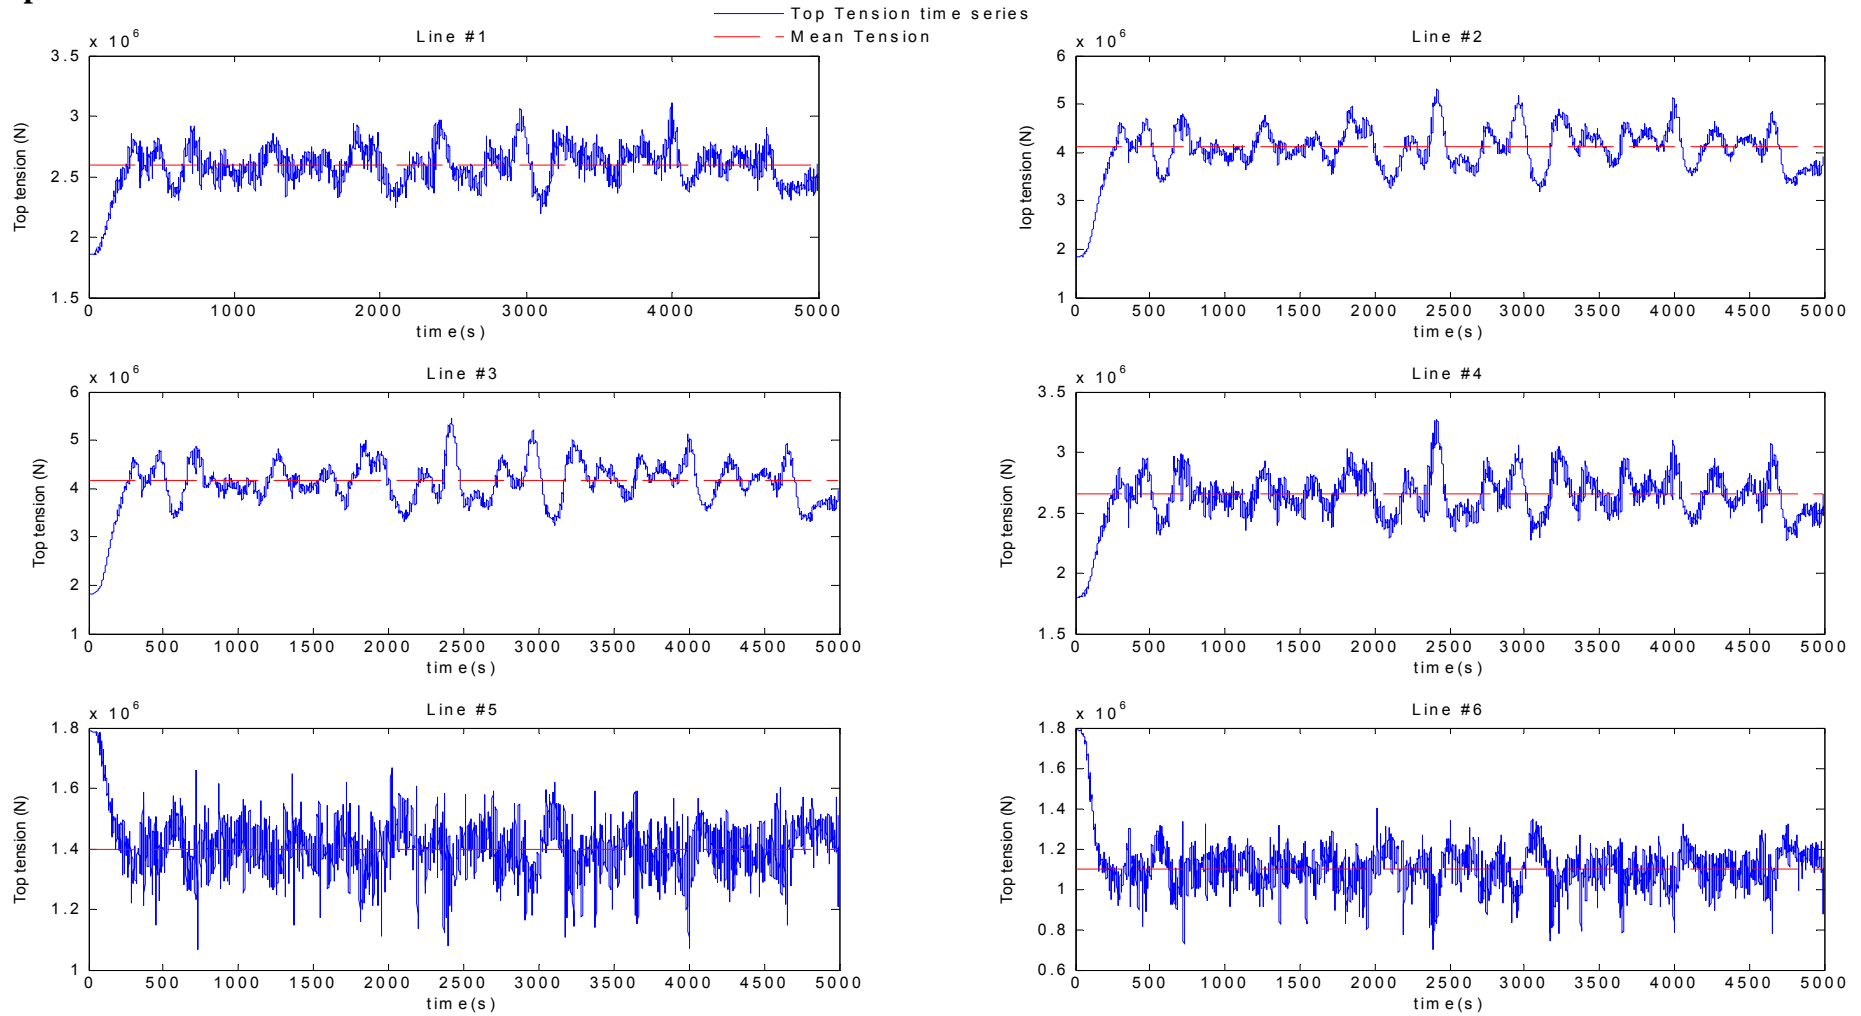 Top Tension time series
Mean Tension
Line #1
x 10^6
3.5
3
2.5
2
1.5
Top tension (N)
0 1000 2000 3000 4000 5000
time(s)
Line #2
x 10^6
6
5
4
3
2
1
Iop tension (N)
0 500 1000 1500 2000 2500 3000 3500 4000 4500 5000
time(s)
Line #3
x 10^6
6
5
4
3
2
1
Top tension (N)
0 500 1000 1500 2000 2500 3000 3500 4000 4500 5000
time(s)
Line #4
x 10^6
3.5
3
2.5
2
1.5
Top tension (N)
0 500 1000 1500 2000 2500 3000 3500 4000 4500 5000
time(s)
Line #5
x 10^6
1.8
1.6
1.4
1.2
1
Top tension (N)
0 500 1000 1500 2000 2500 3000 3500 4000 4500 5000
time(s)
Line #6
x 10^6
1.8
1.6
1.4
1.2
1
0.8
0.6
Top tension (N)
0 500 1000 1500 2000 2500 3000 3500 4000 4500 5000
time(s)